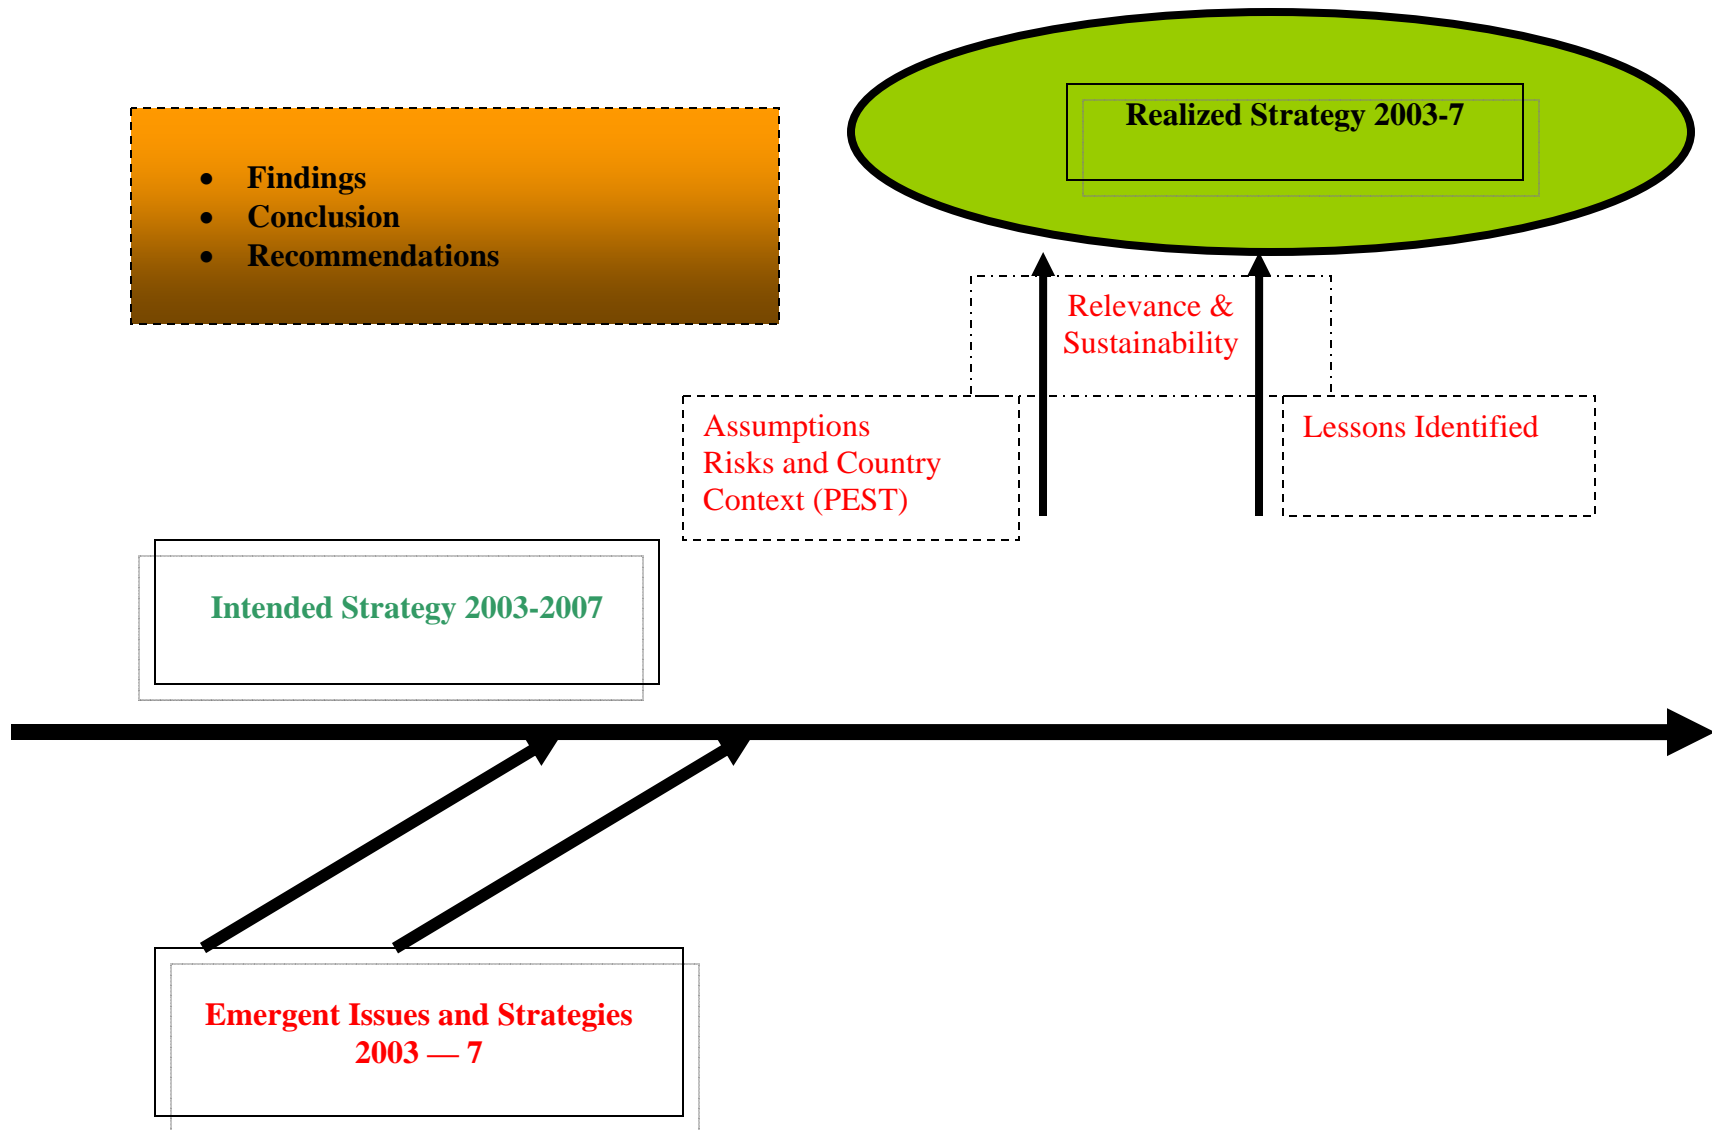 Realized Strategy 2003-7
• Findings
• Conclusion
• Recommendations
Relevance &
Sustainability
Assumptions
Risks and Country
Context (PEST)
Lessons Identified
Intended Strategy 2003-2007
Emergent Issues and Strategies
2003 — 7